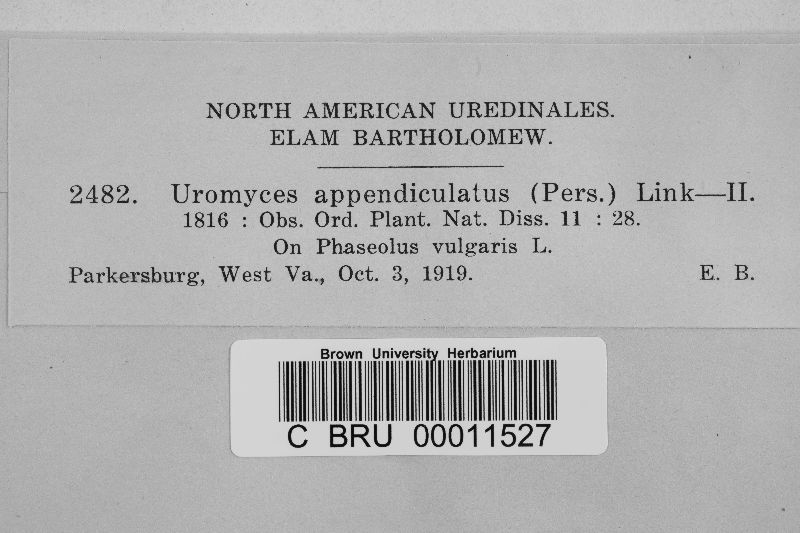 NORTH AMERICAN UREDINALES.
ELAM BARTHOLOMEW.
2482. Uromyces appendiculatus (Pers.) Link—II.
1816 : Obs. Ord. Plant. Nat. Diss. 11 : 28.
On Phaseolus vulgaris L.
Parkersburg, West Va., Oct. 3, 1919. E. B.
Brown University Herbarium
C BRU 00011527